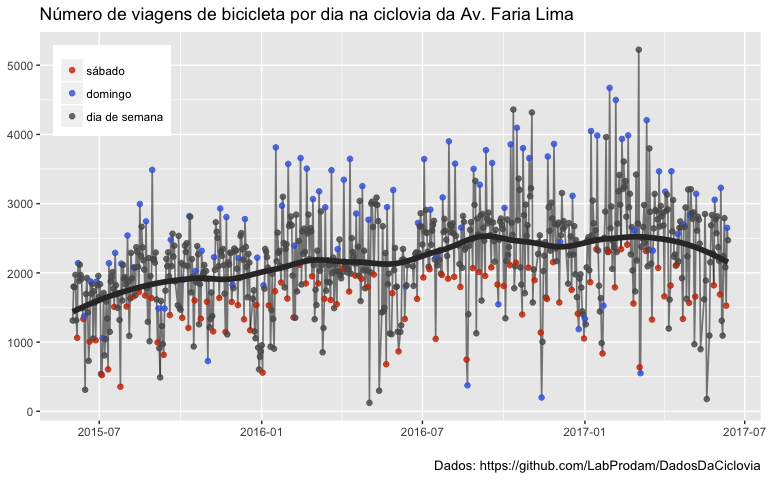 Número de viagens de bicicleta por dia na ciclovia da Av. Faria Lima
5000
4000
3000
2000
1000
0
sábado
domingo
dia de semana
2015-07
2016-01
2016-07
2017-01
2017-07
Dados: https://github.com/LabProdam/DadosDaCiclovia